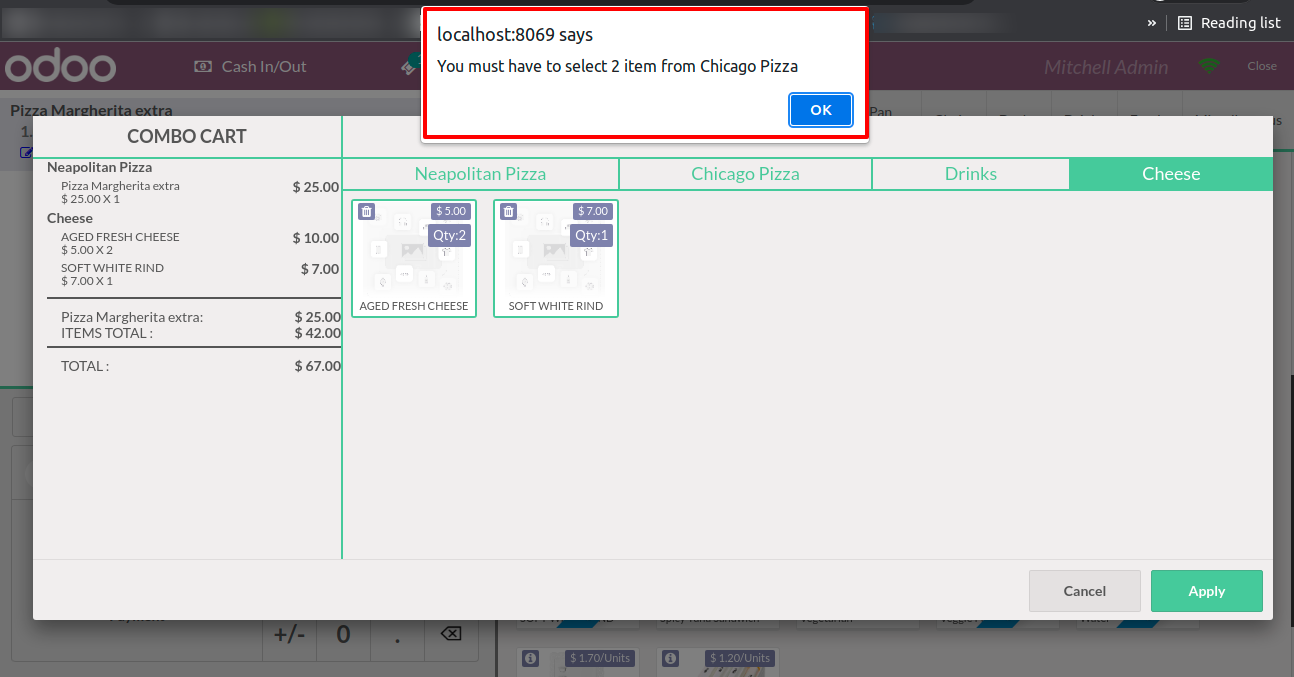 localhost:8069 says
You must have to select 2 item from Chicago Pizza
OK
» Reading list
odoo Cash In/Out Mitchell Admin Close
Pizza Margherita extra
1.
Pan
COMBO CART
Neapolitan Pizza
Pizza Margherita extra $ 25.00
$ 25.00 X 1
Cheese
AGED FRESH CHEESE $ 10.00
$ 5.00 X 2
SOFT WHITE RIND $ 7.00
$ 7.00 X 1
Pizza Margherita extra: $ 25.00
ITEMS TOTAL : $ 42.00
TOTAL : $ 67.00
Neapolitan Pizza Chicago Pizza Drinks Cheese
$ 5.00 $ 7.00
Qty:2 Qty:1
AGED FRESH CHEESE SOFT WHITE RIND
Cancel Apply
+/- 0 .
$ 1.70/Units $ 1.20/Units